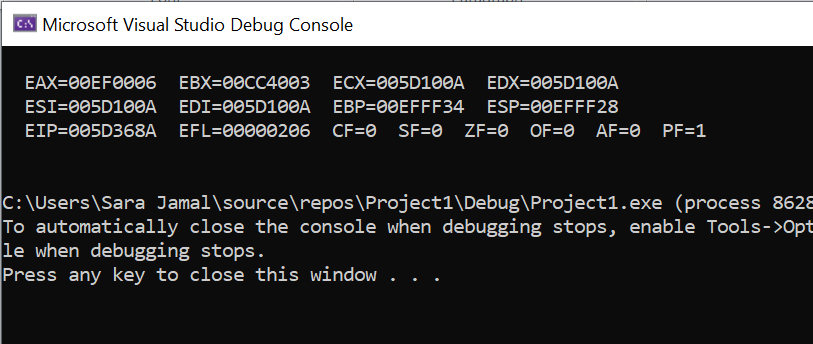 Microsoft Visual Studio Debug Console
EAX=00EF0006 EBX=00CC4003 ECX=005D100A EDX=005D100A
ESI=005D100A EDI=005D100A EBP=00EFFF34 ESP=00EFFF28
EIP=005D368A EFL=00000206 CF=0 SF=0 ZF=0 OF=0 AF=0 PF=1
C:\Users\Sara Jamal\source\repos\Project1\Debug\Project1.exe (process 8628
To automatically close the console when debugging stops, enable Tools->Opt
le when debugging stops.
Press any key to close this window . . .